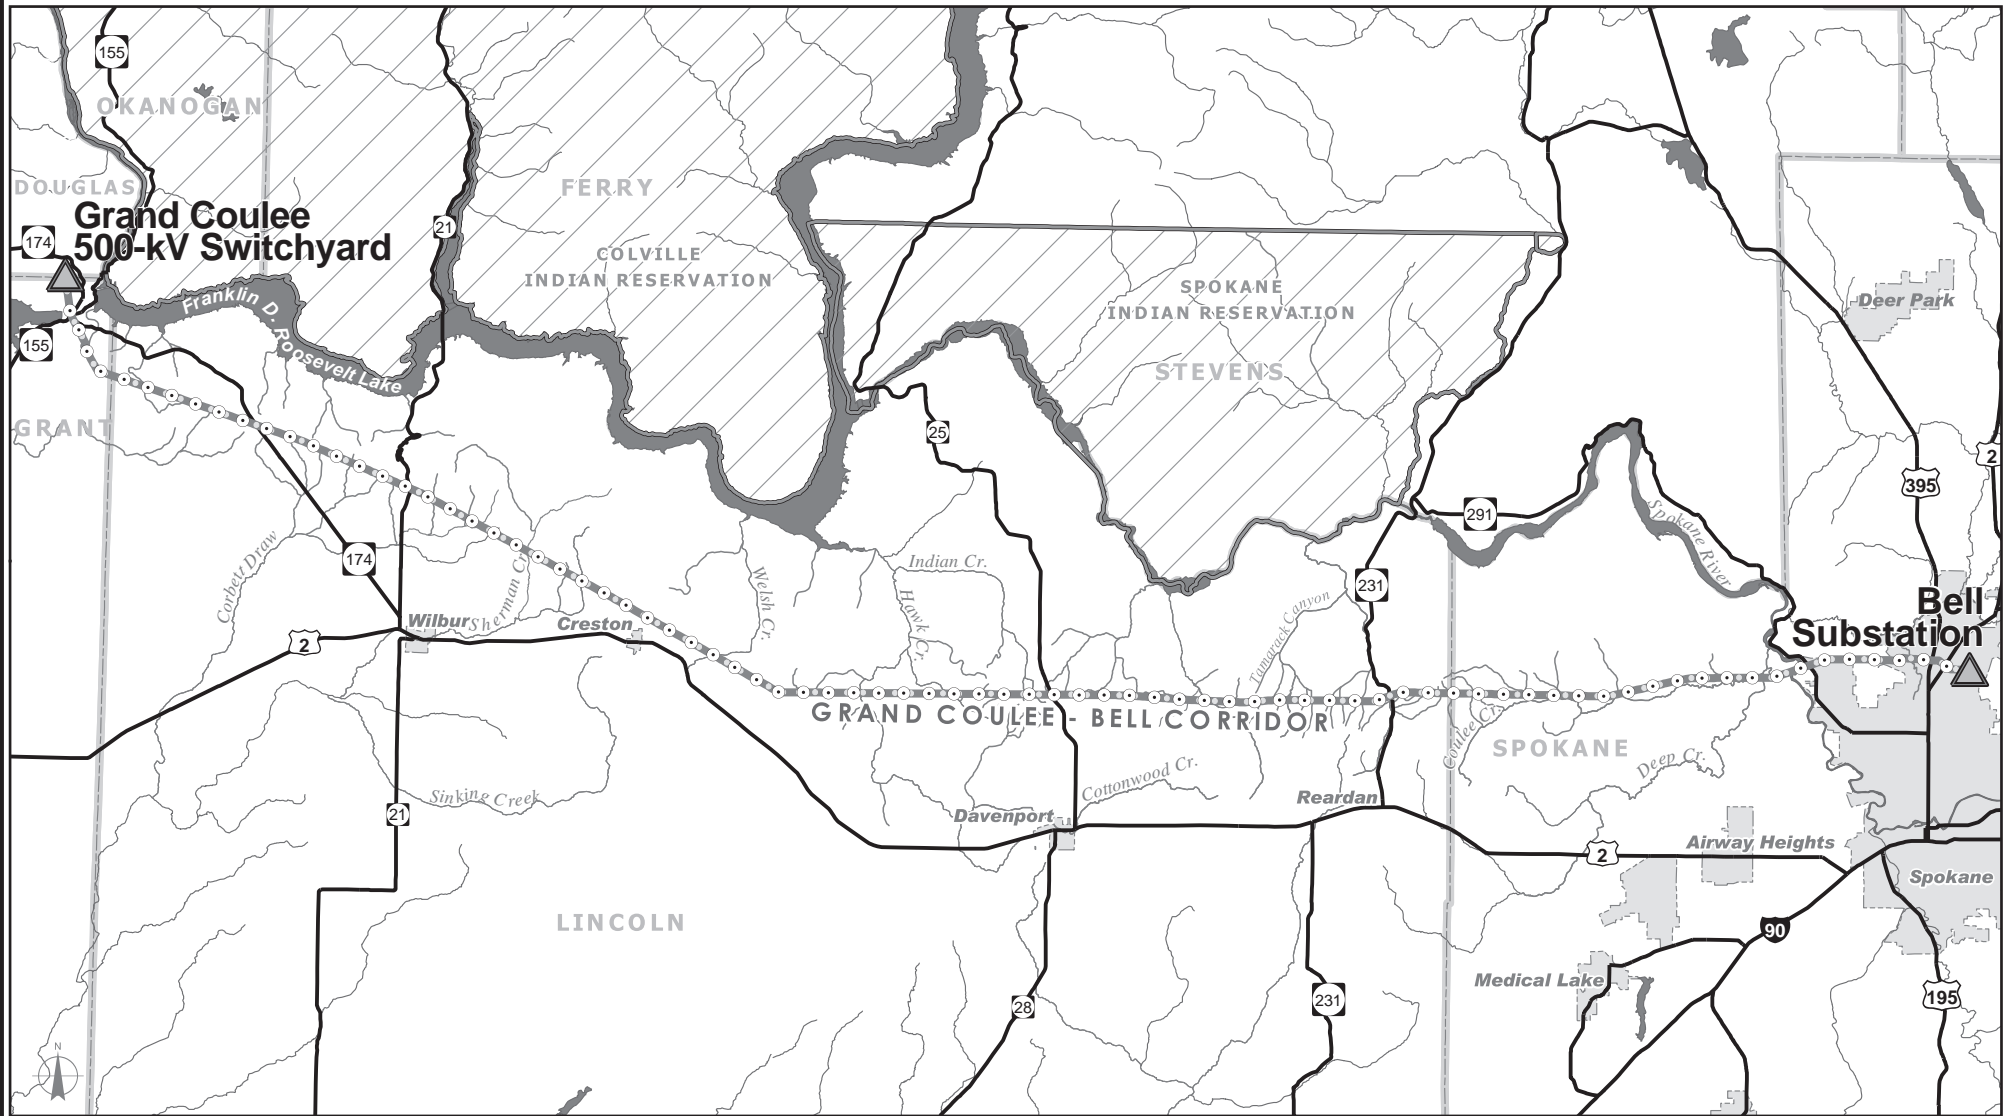 155
OKANOGAN
DOUGLAS
FERRY
Grand Coulee
500-kV Switchyard
174
21
COLVILLE
INDIAN RESERVATION
SPOKANE
INDIAN RESERVATION
Deer Park
Franklin D. Roosevelt Lake
155
STEVENS
GRANT
25
2
395
291
Spokane River
Corbett Draw
174
Sherman Cr.
Welsh Cr.
Indian Cr.
Hawk Cr.
Tamarack Canyon
231
Bell
Substation
Wilbur
Creston
2
GRAND COULEE - BELL CORRIDOR
Coulee Cr.
SPOKANE
Deep Cr.
Sinking Creek
Cottonwood Cr.
Reardan
21
Davenport
2
Airway Heights
Spokane
LINCOLN
90
Medical Lake
28
231
195
N